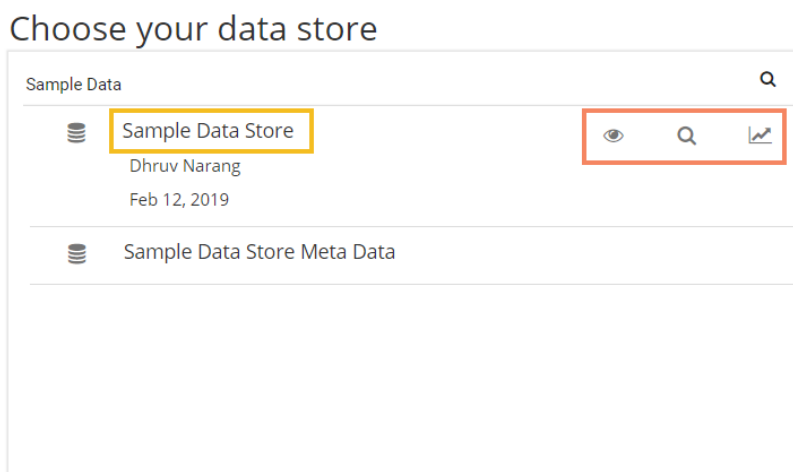 Choose your data store
Sample Data
Sample Data Store
Dhruv Narang
Feb 12, 2019
Sample Data Store Meta Data